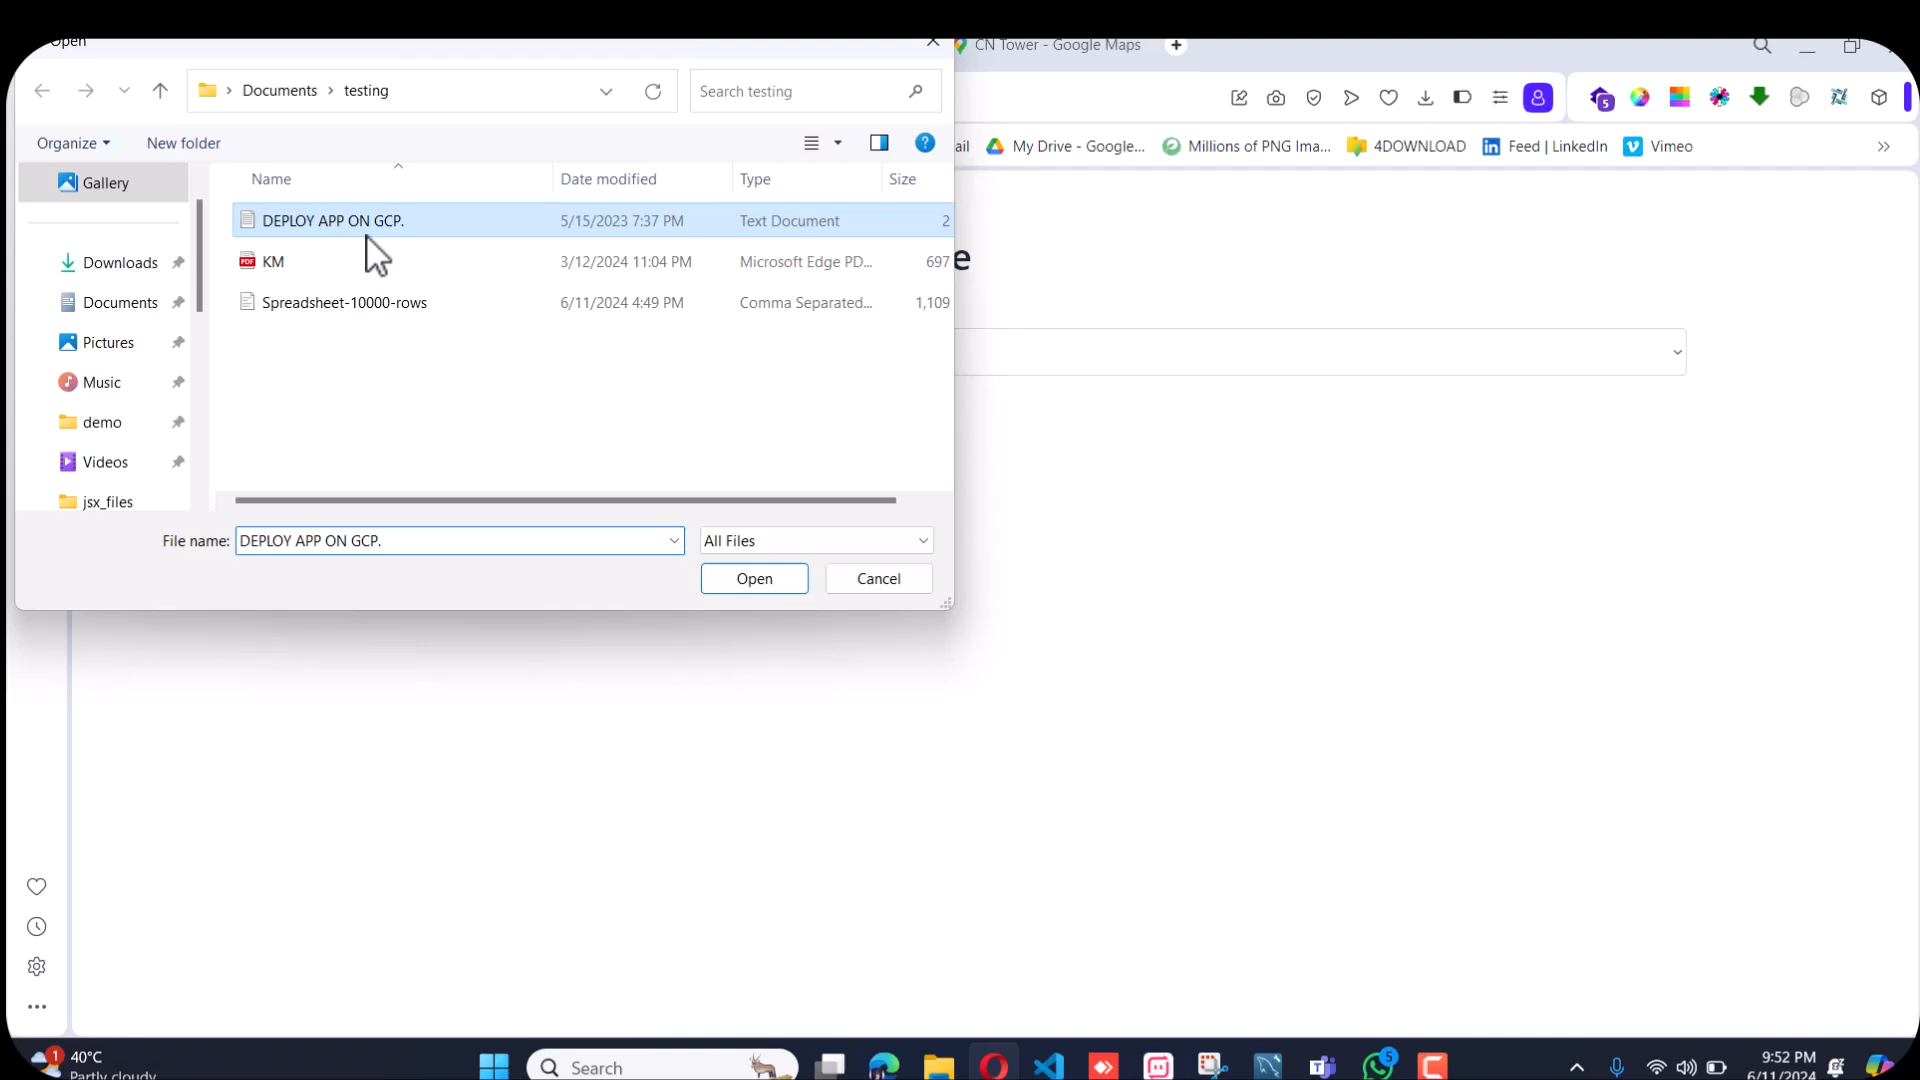 Open
CN Tower - Google Maps
Documents > testing
Search testing
Organize
New folder
ail
My Drive - Google...
Millions of PNG Ima...
4DOWNLOAD
Feed | LinkedIn
Vimeo
Gallery
Name
Date modified
Type
Size
DEPLOY APP ON GCP. 5/15/2023 7:37 PM Text Document 2
KM 3/12/2024 11:04 PM Microsoft Edge PD... 697
Spreadsheet-10000-rows 6/11/2024 4:49 PM Comma Separated... 1,109
Downloads
Documents
Pictures
Music
demo
Videos
jsx_files
e
File name: DEPLOY APP ON GCP.
All Files
Open
Cancel
1
40°C
Partly cloudy
Search
5
5
9:52 PM
6/11/2024